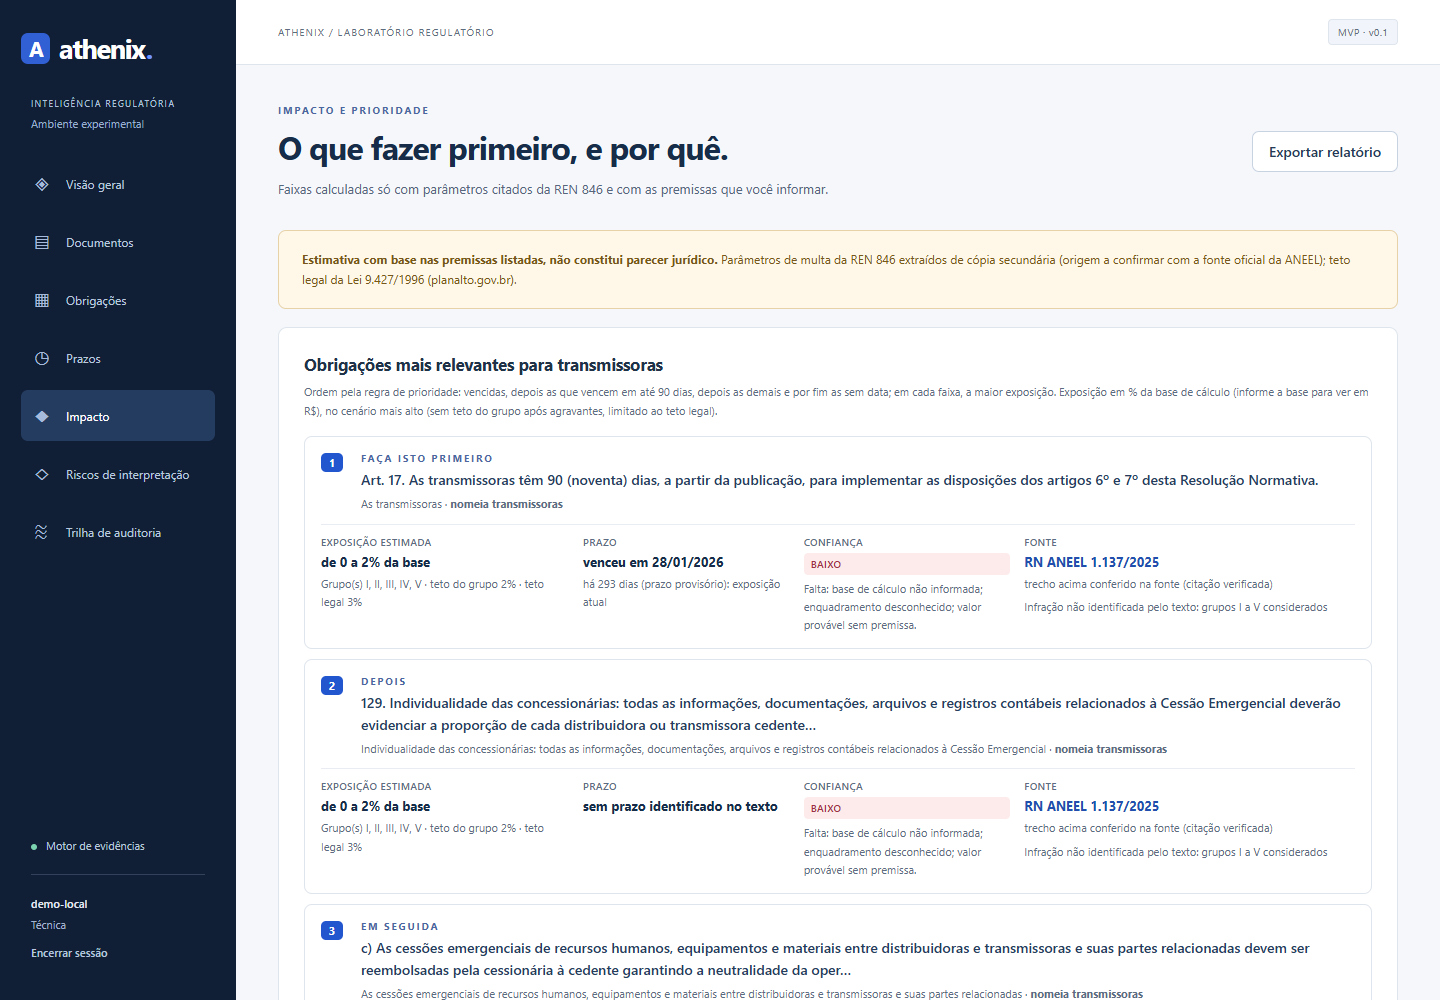 A athenix.
INTELIGÊNCIA REGULATÓRIA
Ambiente experimental
Visão geral
Documentos
Obrigações
Prazos
Impacto
Riscos de interpretação
Trilha de auditoria
Motor de evidências
demo-local
Técnica
Encerrar sessão
ATHENIX / LABORATÓRIO REGULATÓRIO
MVP · v0.1
IMPACTO E PRIORIDADE
O que fazer primeiro, e por quê.
Faixas calculadas só com parâmetros citados da REN 846 e com as premissas que você informar.
Exportar relatório
Estimativa com base nas premissas listadas, não constitui parecer jurídico. Parâmetros de multa da REN 846 extraídos de cópia secundária (origem a confirmar com a fonte oficial da ANEEL); teto
legal da Lei 9.427/1996 (planalto.gov.br).
Obrigações mais relevantes para transmissoras
Ordem pela regra de prioridade: vencidas, depois as que vencem em até 90 dias, depois as demais e por fim as sem data; em cada faixa, a maior exposição. Exposição em % da base de cálculo (informe a base para ver em
R$), no cenário mais alto (sem teto do grupo após agravantes, limitado ao teto legal).
1
FAÇA ISTO PRIMEIRO
Art. 17. As transmissoras têm 90 (noventa) dias, a partir da publicação, para implementar as disposições dos artigos 6º e 7º desta Resolução Normativa.
As transmissoras · nomeia transmissoras
EXPOSIÇÃO ESTIMADA
de 0 a 2% da base
Grupo(s) I, II, III, IV, V · teto do grupo 2% · teto
legal 3%
PRAZO
venceu em 28/01/2026
há 293 dias (prazo provisório): exposição
atual
CONFIANÇA
BAIXO
Falta: base de cálculo não informada;
enquadramento desconhecido; valor
provável sem premissa.
FONTE
RN ANEEL 1.137/2025
trecho acima conferido na fonte (citação verificada)
Infração não identificada pelo texto: grupos I a V considerados
2
DEPOIS
129. Individualidade das concessionárias: todas as informações, documentações, arquivos e registros contábeis relacionados à Cessão Emergencial deverão
evidenciar a proporção de cada distribuidora ou transmissora cedente...
Individualidade das concessionárias: todas as informações, documentações, arquivos e registros contábeis relacionados à Cessão Emergencial · nomeia transmissoras
EXPOSIÇÃO ESTIMADA
de 0 a 2% da base
Grupo(s) I, II, III, IV, V · teto do grupo 2% · teto
legal 3%
PRAZO
sem prazo identificado no texto
CONFIANÇA
BAIXO
Falta: base de cálculo não informada;
enquadramento desconhecido; valor
provável sem premissa.
FONTE
RN ANEEL 1.137/2025
trecho acima conferido na fonte (citação verificada)
Infração não identificada pelo texto: grupos I a V considerados
3
EM SEGUIDA
c) As cessões emergenciais de recursos humanos, equipamentos e materiais entre distribuidoras e transmissoras e suas partes relacionadas devem ser
reembolsadas pela cessionária à cedente garantindo a neutralidade da oper...
As cessões emergenciais de recursos humanos, equipamentos e materiais entre distribuidoras e transmissoras e suas partes relacionadas · nomeia transmissoras